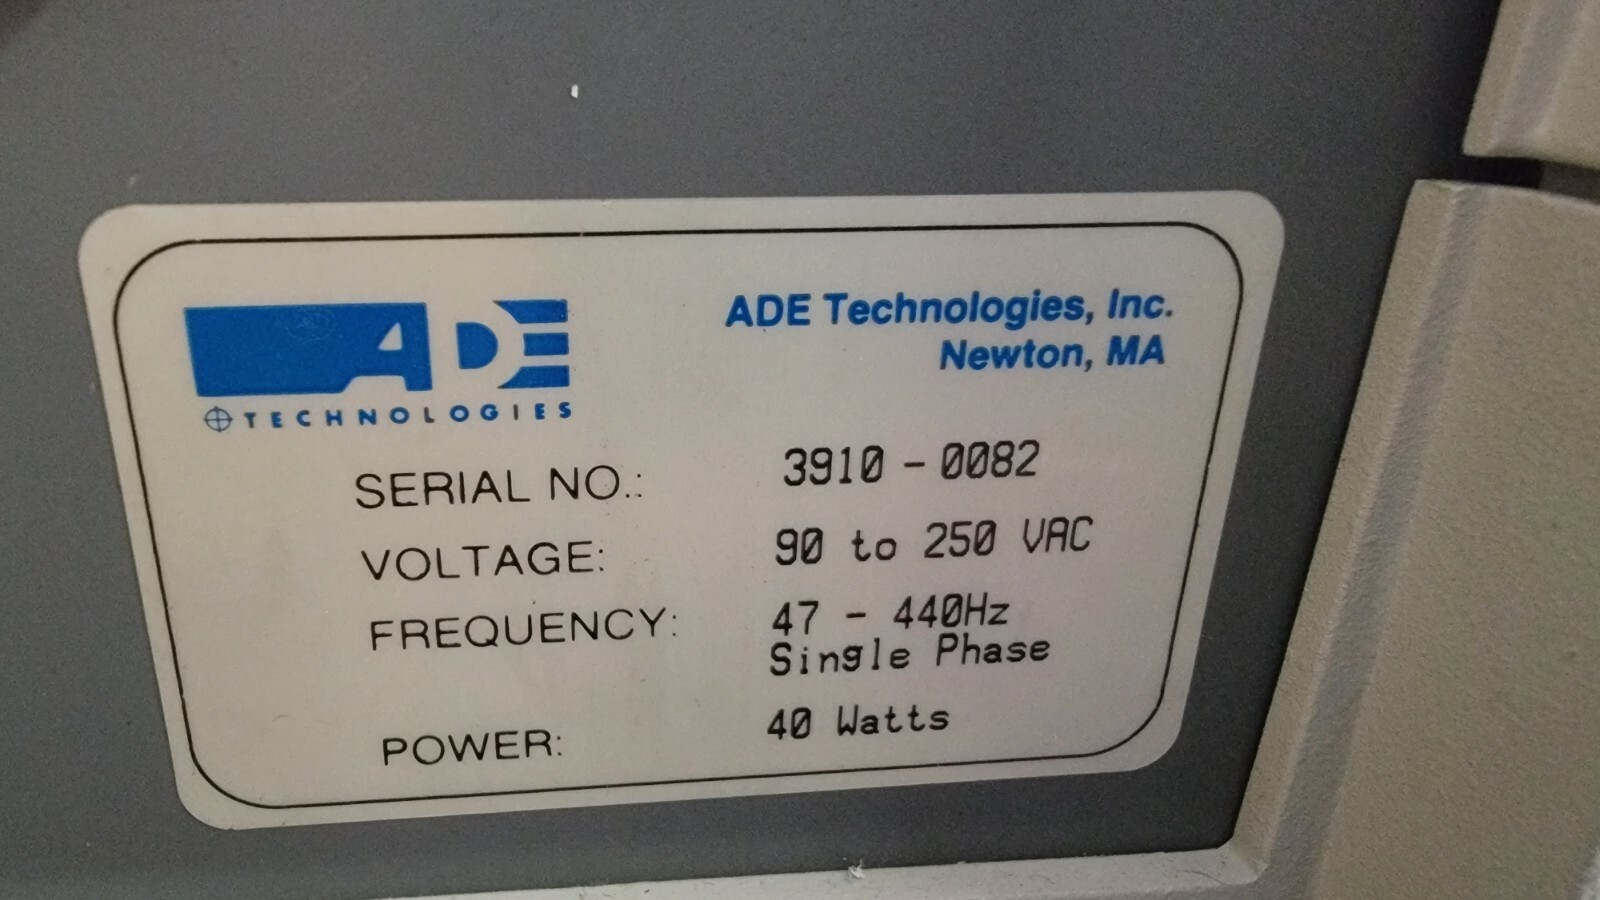 ADE
TECHNOLOGIES
ADE Technologies, Inc.
Newton, MA
SERIAL NO.: 3910 - 0082
VOLTAGE: 90 to 250 VAC
FREQUENCY: 47 - 440Hz
Single Phase
POWER: 40 Watts